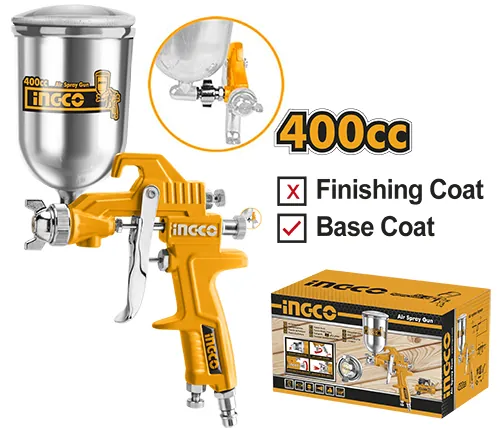 400cc Air Spray Gun
INGCO
400cc
X Finishing Coat
✓ Base Coat
INGCO
INGCO
INGCO
Air Spray Gun
INGCO